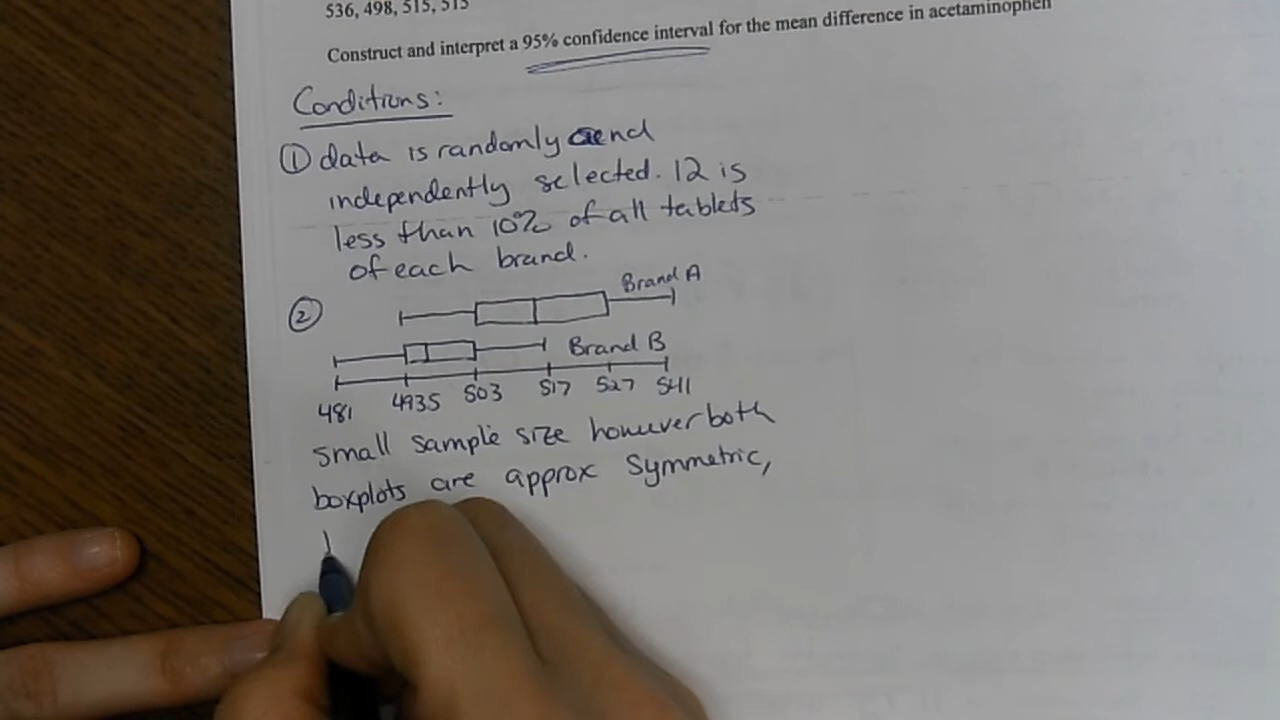 536, 498, 515, 515
Construct and interpret a 95% confidence interval for the mean difference in acetaminophen
Conditions:
① data is randomly and
independently selected. 12 is
less than 10% of all tablets
of each brand.
②
Brand A
Brand B
481 4935 503 517 527 541
small sample size however both
boxplots are approx symmetric,